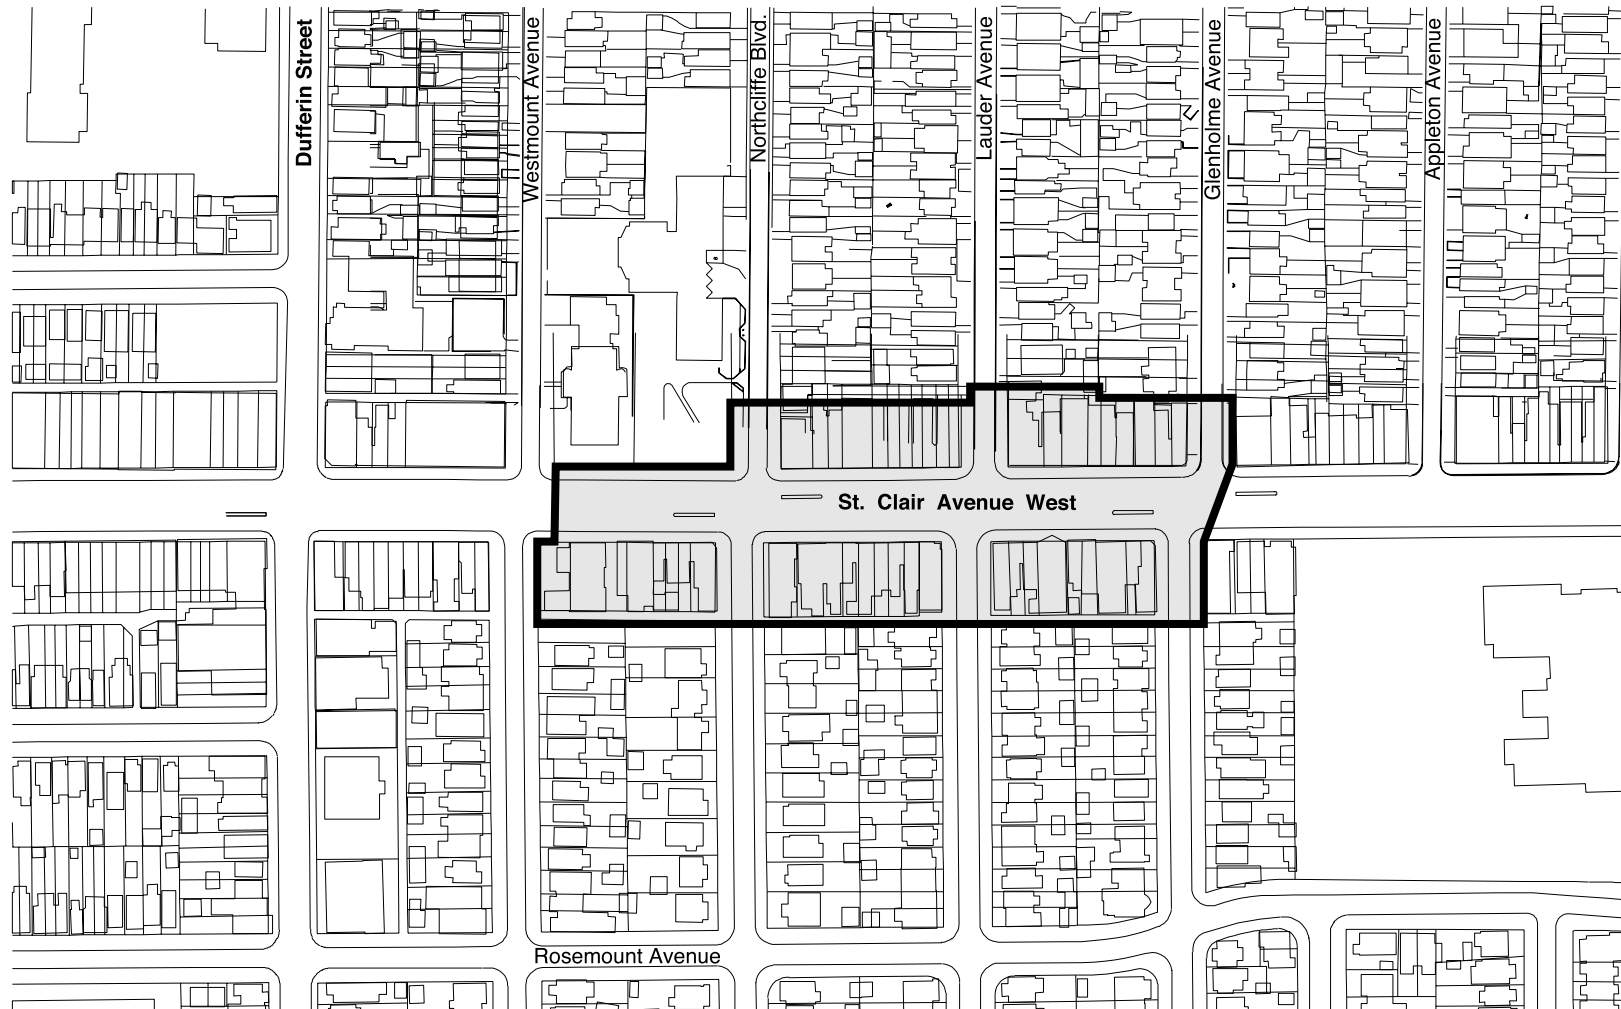 Dufferin Street
Westmount Avenue
Northcliffe Blvd.
Lauder Avenue
Glenholme Avenue
Appleton Avenue
St. Clair Avenue West
Rosemount Avenue